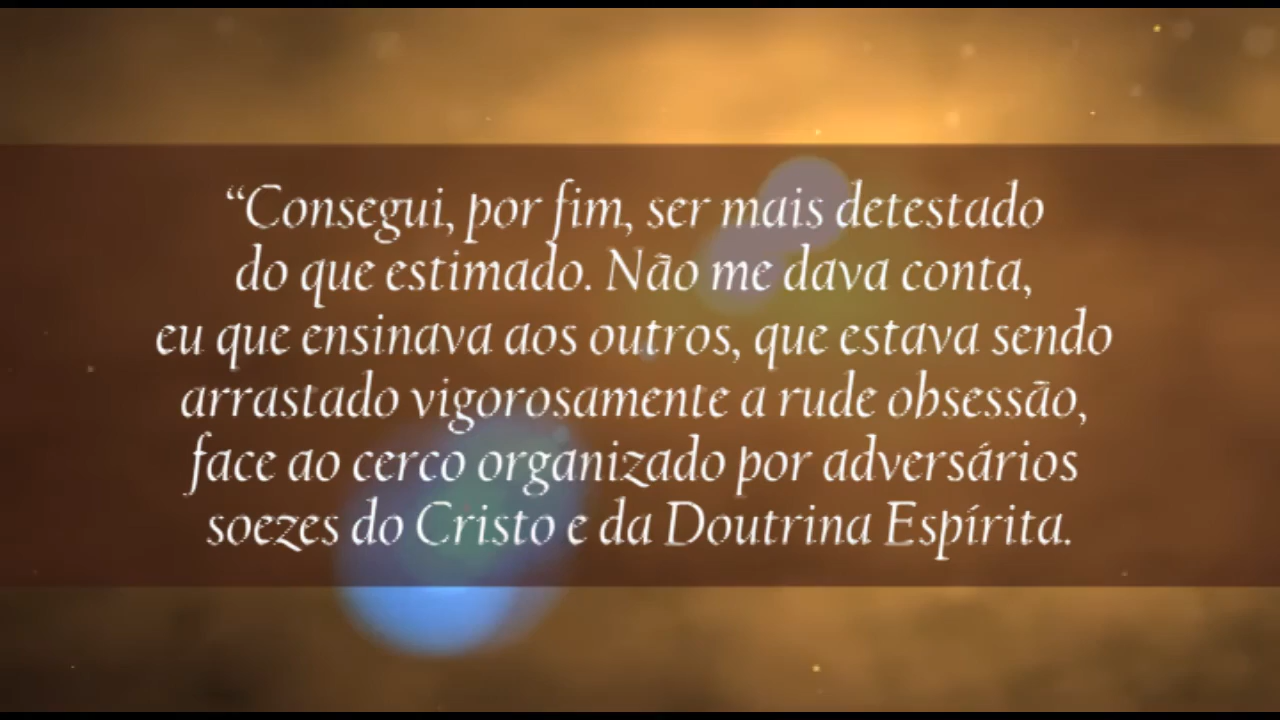 “Consegui, por fim, ser mais detestado
do que estimado. Não me dava conta,
eu que ensinava aos outros, que estava sendo
arrastado vigorosamente a rude obsessão,
face ao cerco organizado por adversários
soezes do Cristo e da Doutrina Espírita.